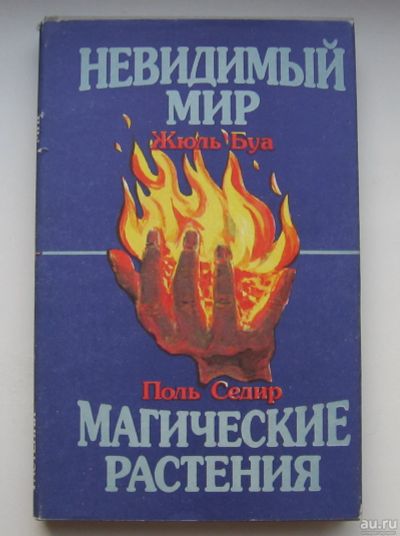 НЕВИДИМЫЙ
МИР
Жюль Буа
Поль Седир
МАГИЧЕСКИЕ
РАСТЕНИЯ
au.ru